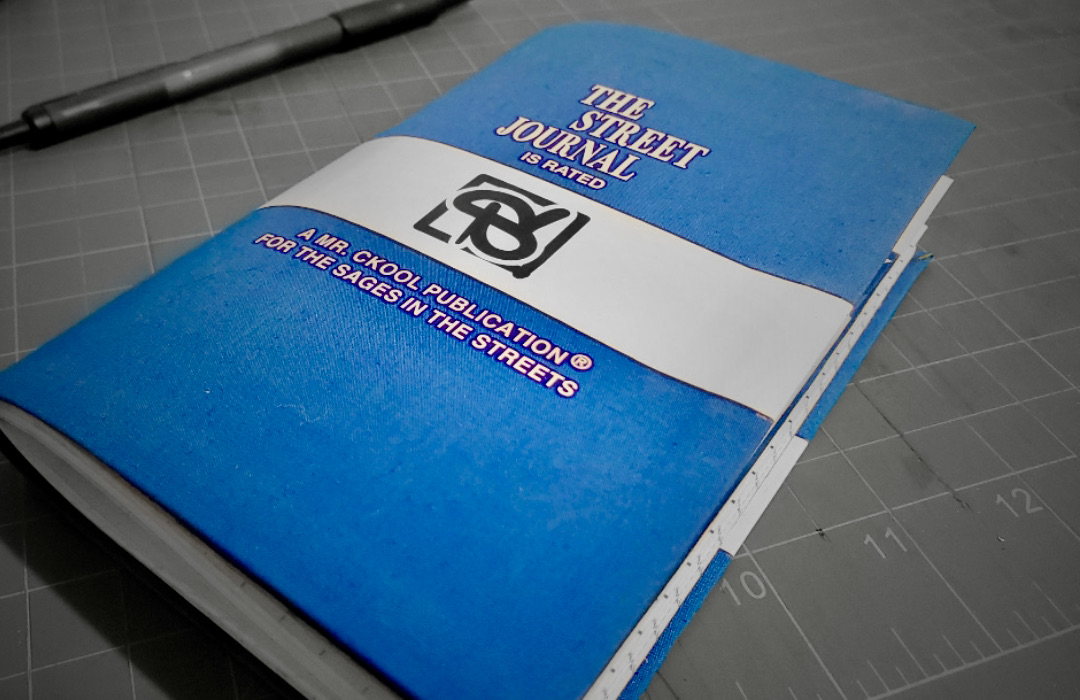 THE
STREET
JOURNAL
IS RATED
A MR. CKOOL PUBLICATION®
FOR THE SAGES IN THE STREETS
10
11
12